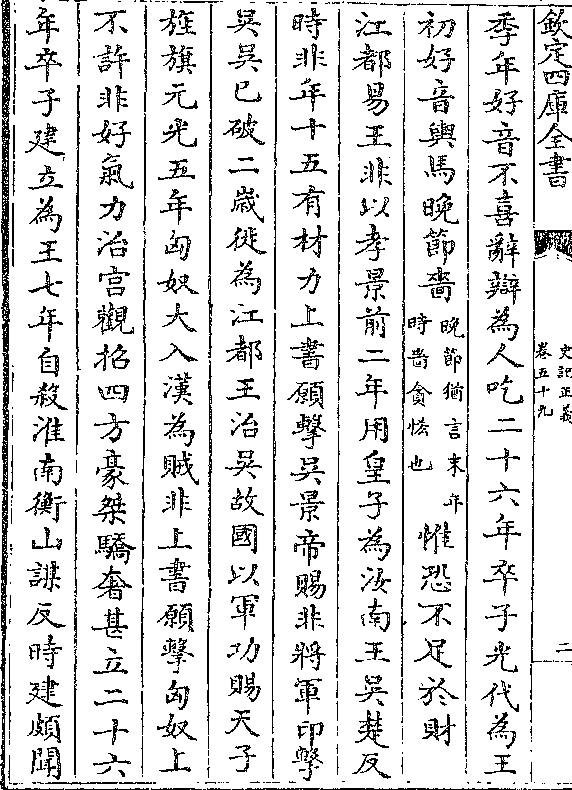 欽定四庫全書
史記正義
卷五十九
二
季年好音不喜辭辯為人吃二十六年卒子光代為王
初好音輿馬晚節嗇晚節猶言末年時嗇貪恡也惟恐不足於財
江都易王非以孝景前二年用皇子為汝南王吳楚反
時非年十五有材力上書願擊吳景帝賜非將軍印擊
吳吳已破二歲徙為江都王治吳故國以軍功賜天子
旌旗元光五年匈奴大入漢為賊非上書願擊匈奴上
不許非好氣力治宮觀招四方豪桀驕奢甚立二十六
年卒子建立為王七年自殺淮南衡山謀反時建頗聞